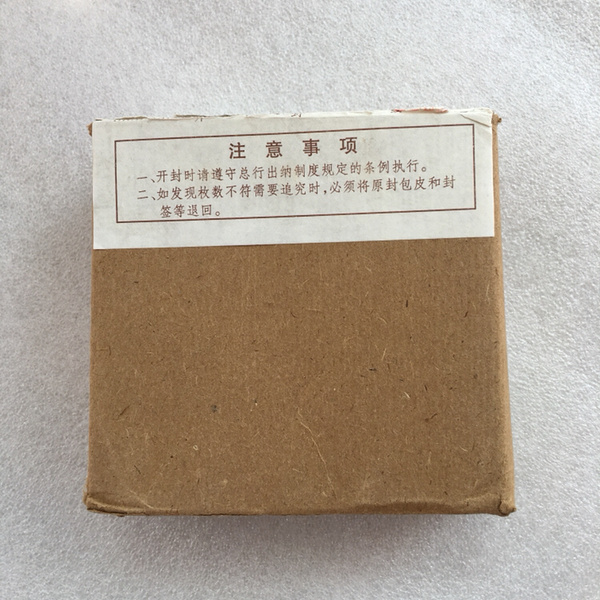 注意事项
一、开封时请遵守总行出纳制度规定的条例执行。
二、如发现枚数不符需要追究时,必须将原封包皮和封
签等退回。